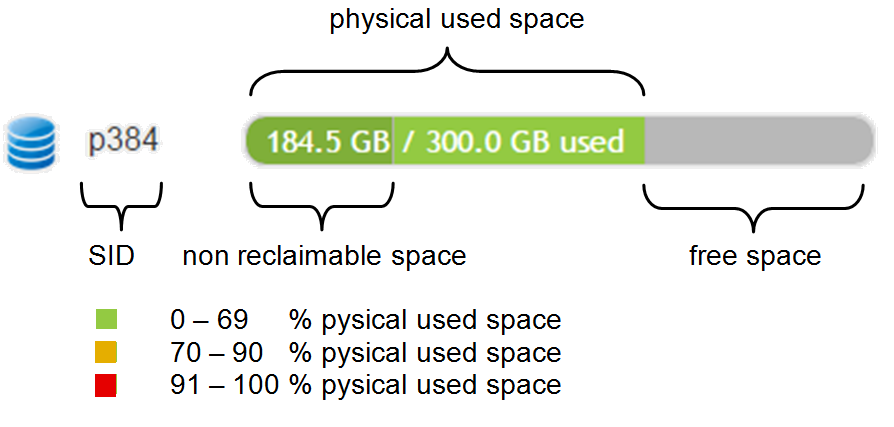 physical used space
p384
184.5 GB / 300.0 GB used
SID
non reclaimable space
free space
0 – 69 % pysical used space
70 – 90 % pysical used space
91 – 100 % pysical used space